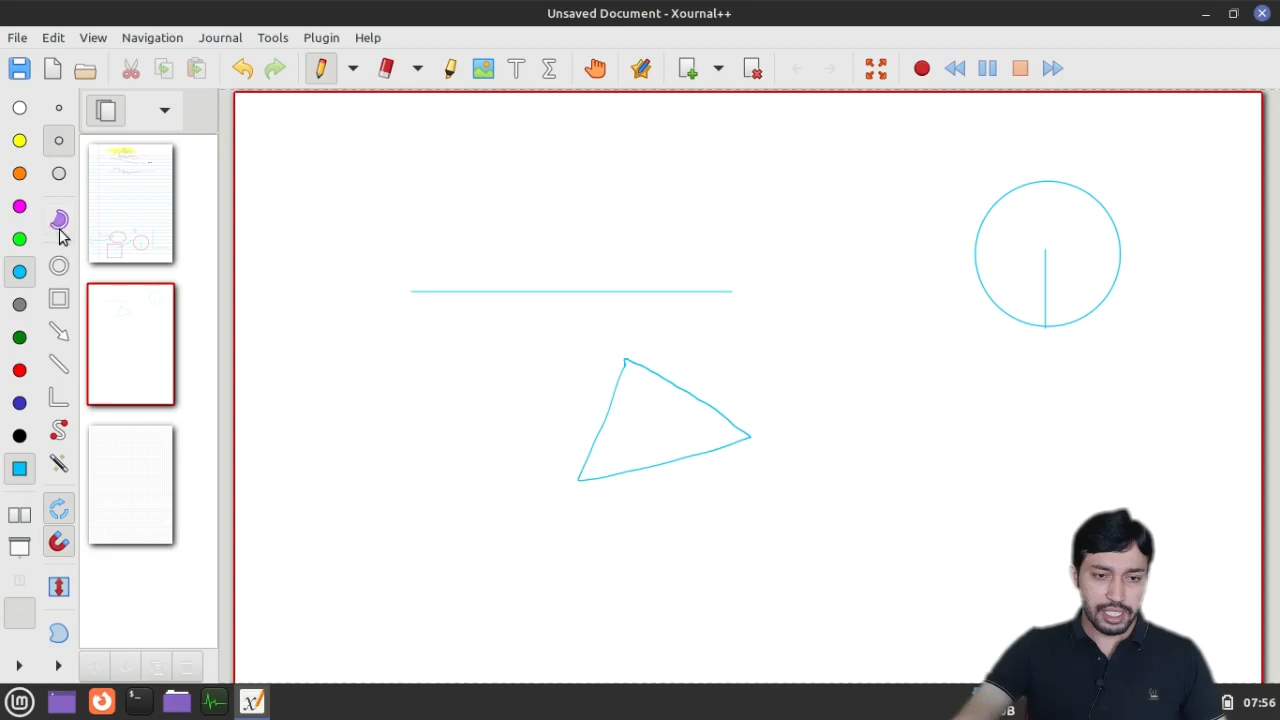 Unsaved Document - Xournal++
File Edit View Navigation Journal Tools Plugin Help
07:56